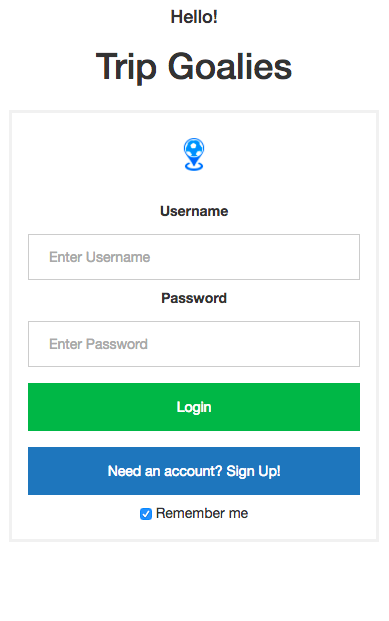 Hello!
Trip Goalies
Username
Enter Username
Password
Enter Password
Login
Need an account? Sign Up!
Remember me